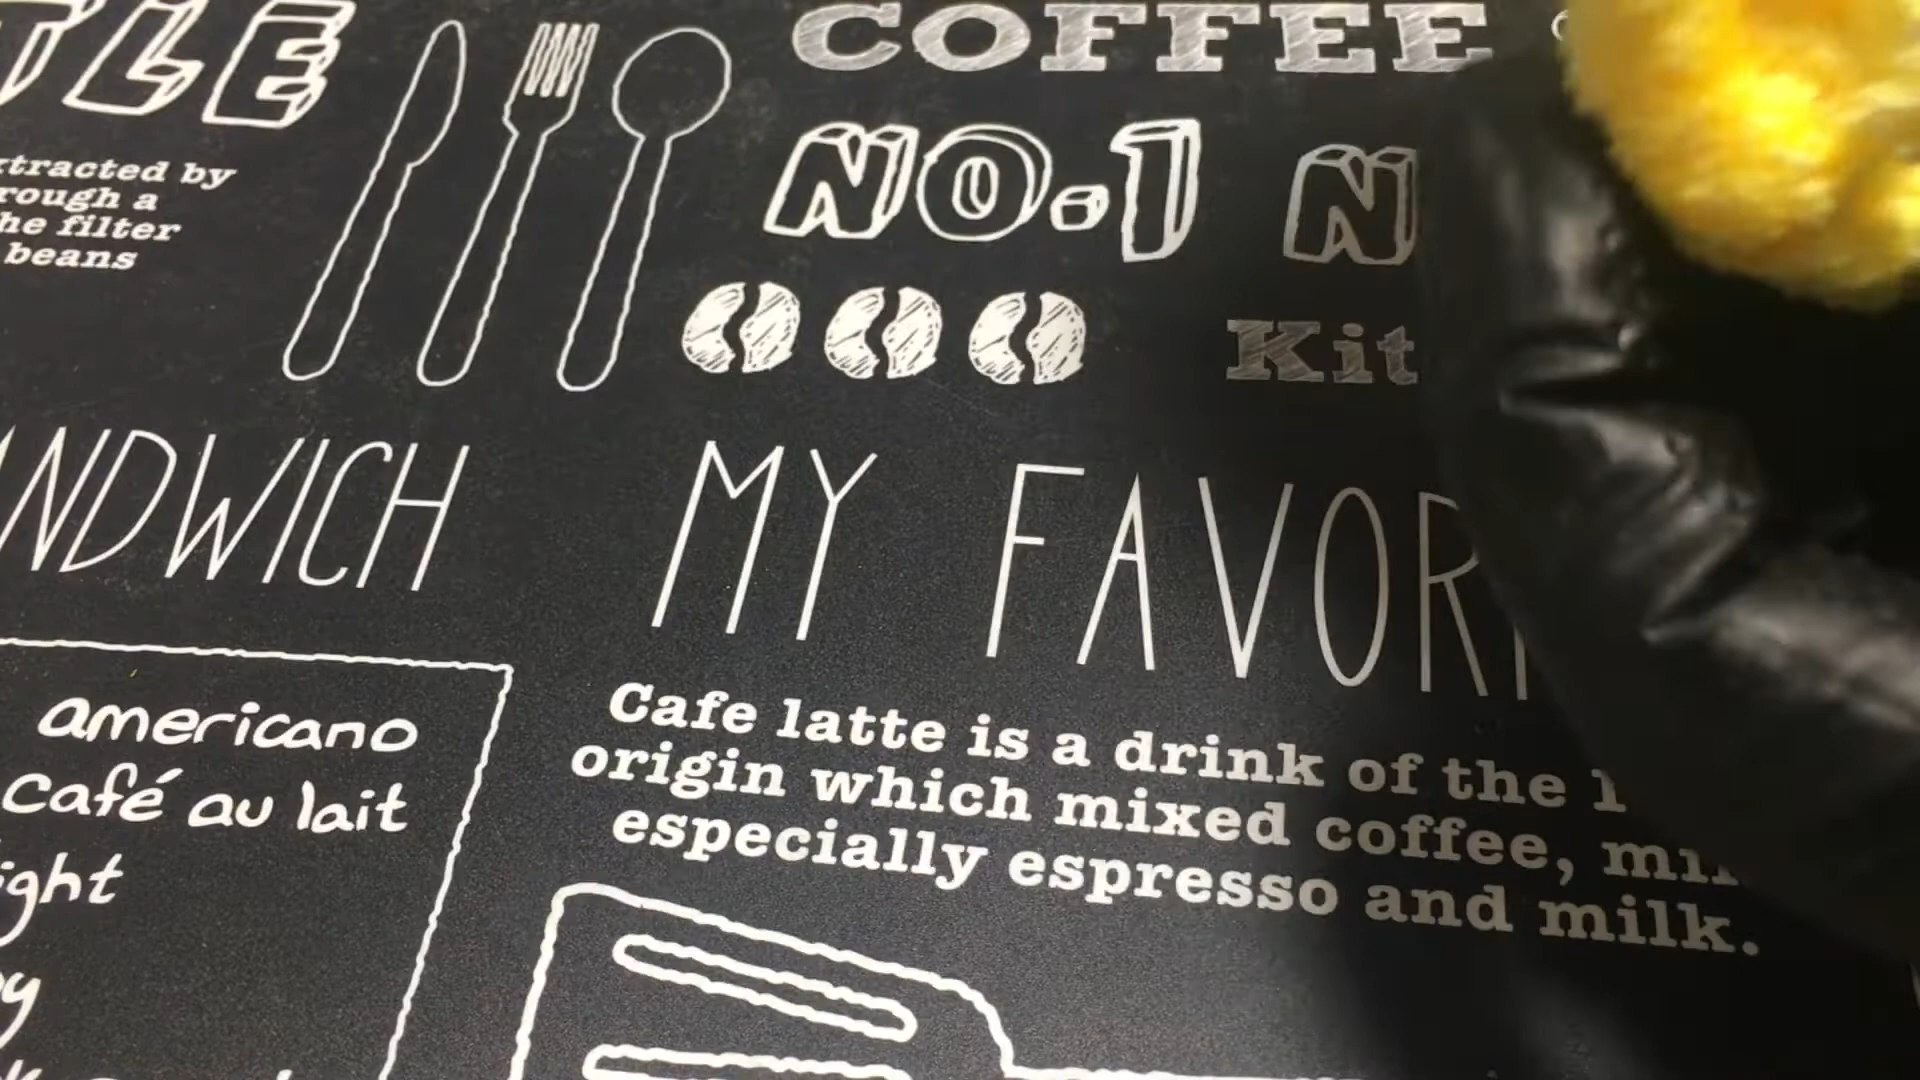 COFFEE
NO.1 N
Kit
xtracted by
rough a
he filter
beans
NDWICH
MY FAVOR
americano
café au lait
ight
Cafe latte is a drink of the
origin which mixed coffee,
especially espresso and milk.